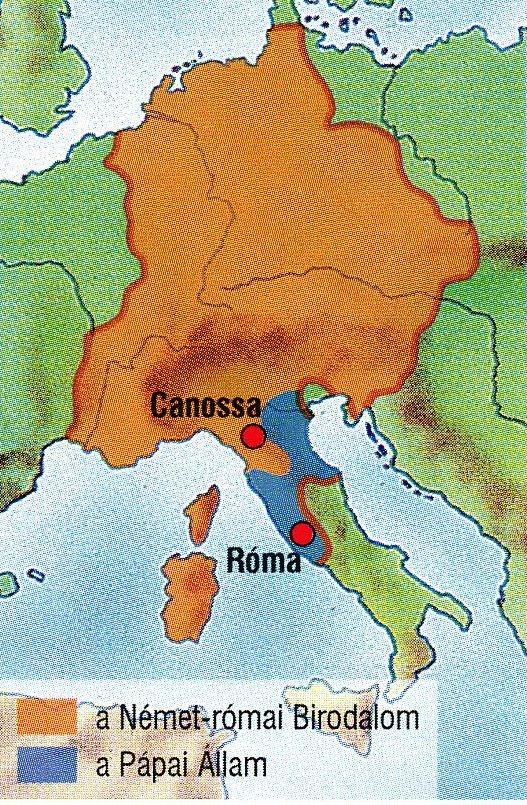 Canossa
Róma
a Német-római Birodalom
a Pápai Állam